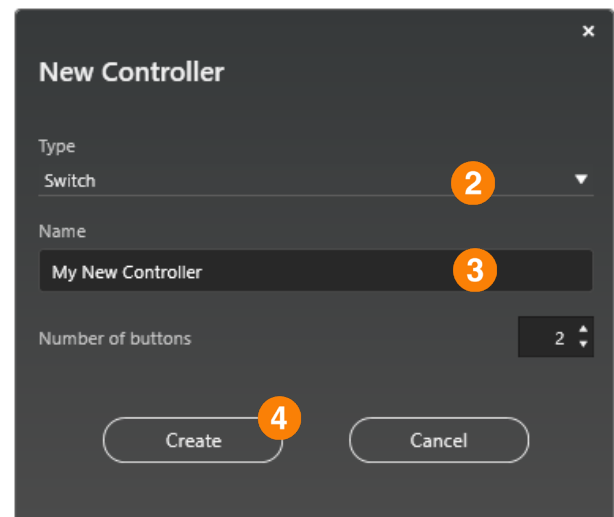 ×
New Controller
Type
Switch 2
Name
My New Controller 3
Number of buttons 2
4
Create Cancel